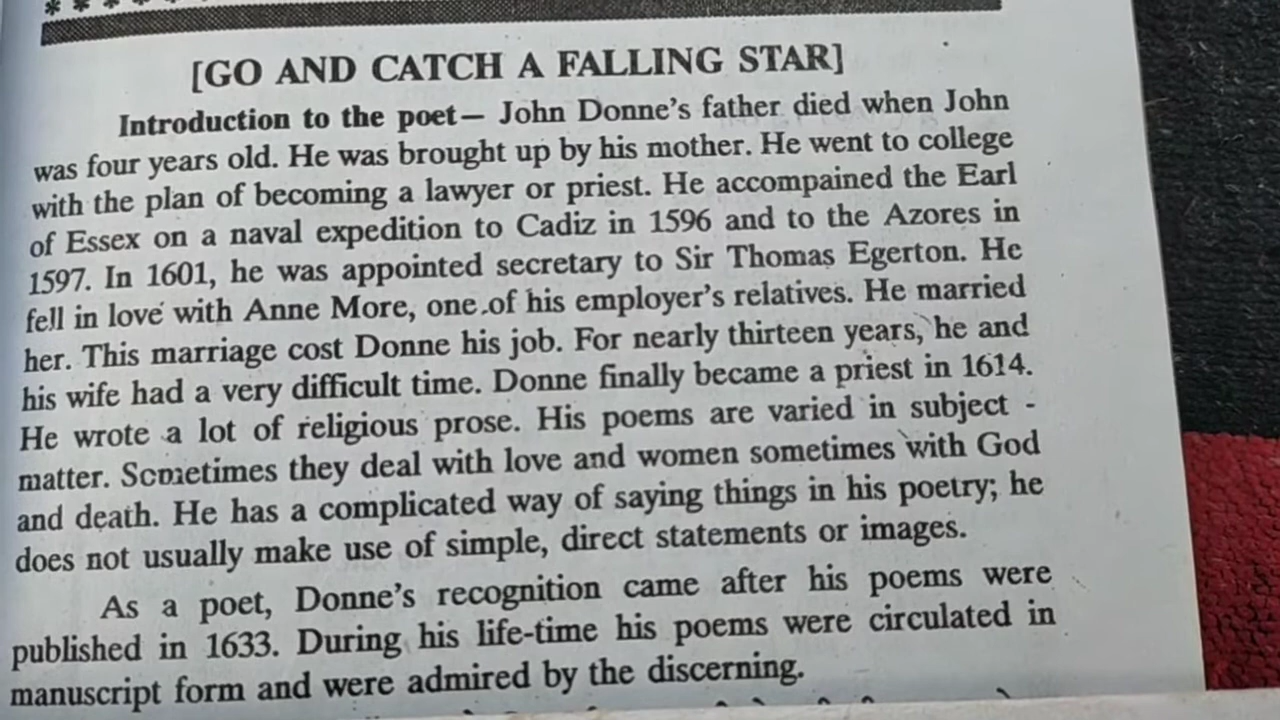 [GO AND CATCH A FALLING STAR]
Introduction to the poet— John Donne's father died when John
was four years old. He was brought up by his mother. He went to college
with the plan of becoming a lawyer or priest. He accompained the Earl
of Essex on a naval expedition to Cadiz in 1596 and to the Azores in
1597. In 1601, he was appointed secretary to Sir Thomas Egerton. He
fell in love with Anne More, one of his employer's relatives. He married
her. This marriage cost Donne his job. For nearly thirteen years, he and
his wife had a very difficult time. Donne finally became a priest in 1614.
He wrote a lot of religious prose. His poems are varied in subject -
matter. Sometimes they deal with love and women sometimes with God
and death. He has a complicated way of saying things in his poetry; he
does not usually make use of simple, direct statements or images.
As a poet, Donne's recognition came after his poems were
published in 1633. During his life-time his poems were circulated in
manuscript form and were admired by the discerning.